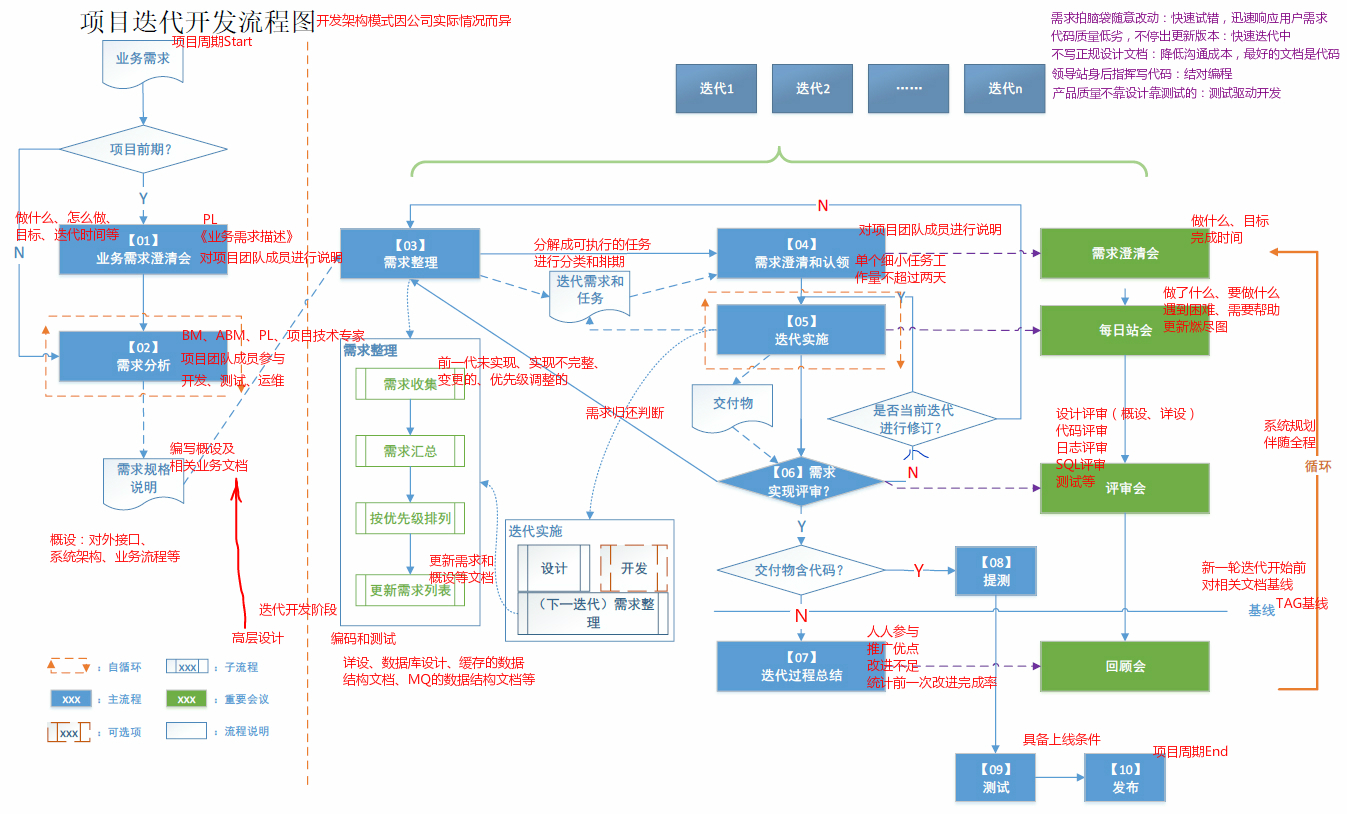 项目迭代开发流程图
开发架构模式因公司实际情况而异
需求拍脑袋随意改动：快速试错，迅速响应用户需求
代码质量低劣，不停出更新版本：快速迭代中
不写正规设计文档：降低沟通成本，最好的文档是代码
领导站身后指挥写代码：结对编程
产品质量不靠设计靠测试的：测试驱动开发
项目周期Start
业务需求
项目前期？
Y
N
做什么、怎么做、
目标、迭代时间等
PL
《业务需求描述》
对项目团队成员进行说明
【01】
业务需求澄清会
BM、ABM、PL、项目技术专家
项目团队成员参与
开发、测试、运维
【02】
需求分析
编写概设及
相关业务文档
需求规格
说明
概设：对外接口、
系统架构、业务流程等
迭代开发阶段
高层设计
编码和测试
详设、数据库设计、缓存的数据
结构文档、MQ的数据结构文档等
：自循环
xxx
：子流程
xxx
：主流程
xxx
：重要会议
xxx
：可选项
：流程说明
迭代1
迭代2
······
迭代n
N
【03】
需求整理
分解成可执行的任务
进行分类和排期
迭代需求和
任务
【04】
需求澄清和认领
对项目团队成员进行说明
单个细小任务工
作量不超过两天
Y
【05】
迭代实施
需求整理
需求收集
需求汇总
按优先级排列
更新需求列表
前一代未实现、实现不完整、
变更的、优先级调整的
需求归还判断
更新需求和
概设等文档
迭代实施
设计
开发
（下一迭代）需求整
理
交付物
是否当前迭代
进行修订？
N
【06】需求
实现评审？
Y
交付物含代码？
Y
N
【08】
提测
【07】
迭代过程总结
人人参与
推广优点
改进不足
统计前一次改进完成率
【09】
测试
具备上线条件
【10】
发布
项目周期End
需求澄清会
做什么、目标
完成时间
每日站会
做了什么、要做什么
遇到困难、需要帮助
更新燃尽图
设计评审（概设、详设）
代码评审
日志评审
SQL评审
测试等
评审会
系统规划
伴随全程
循环
新一轮迭代开始前
对相关文档基线
基线
TAG基线
回顾会